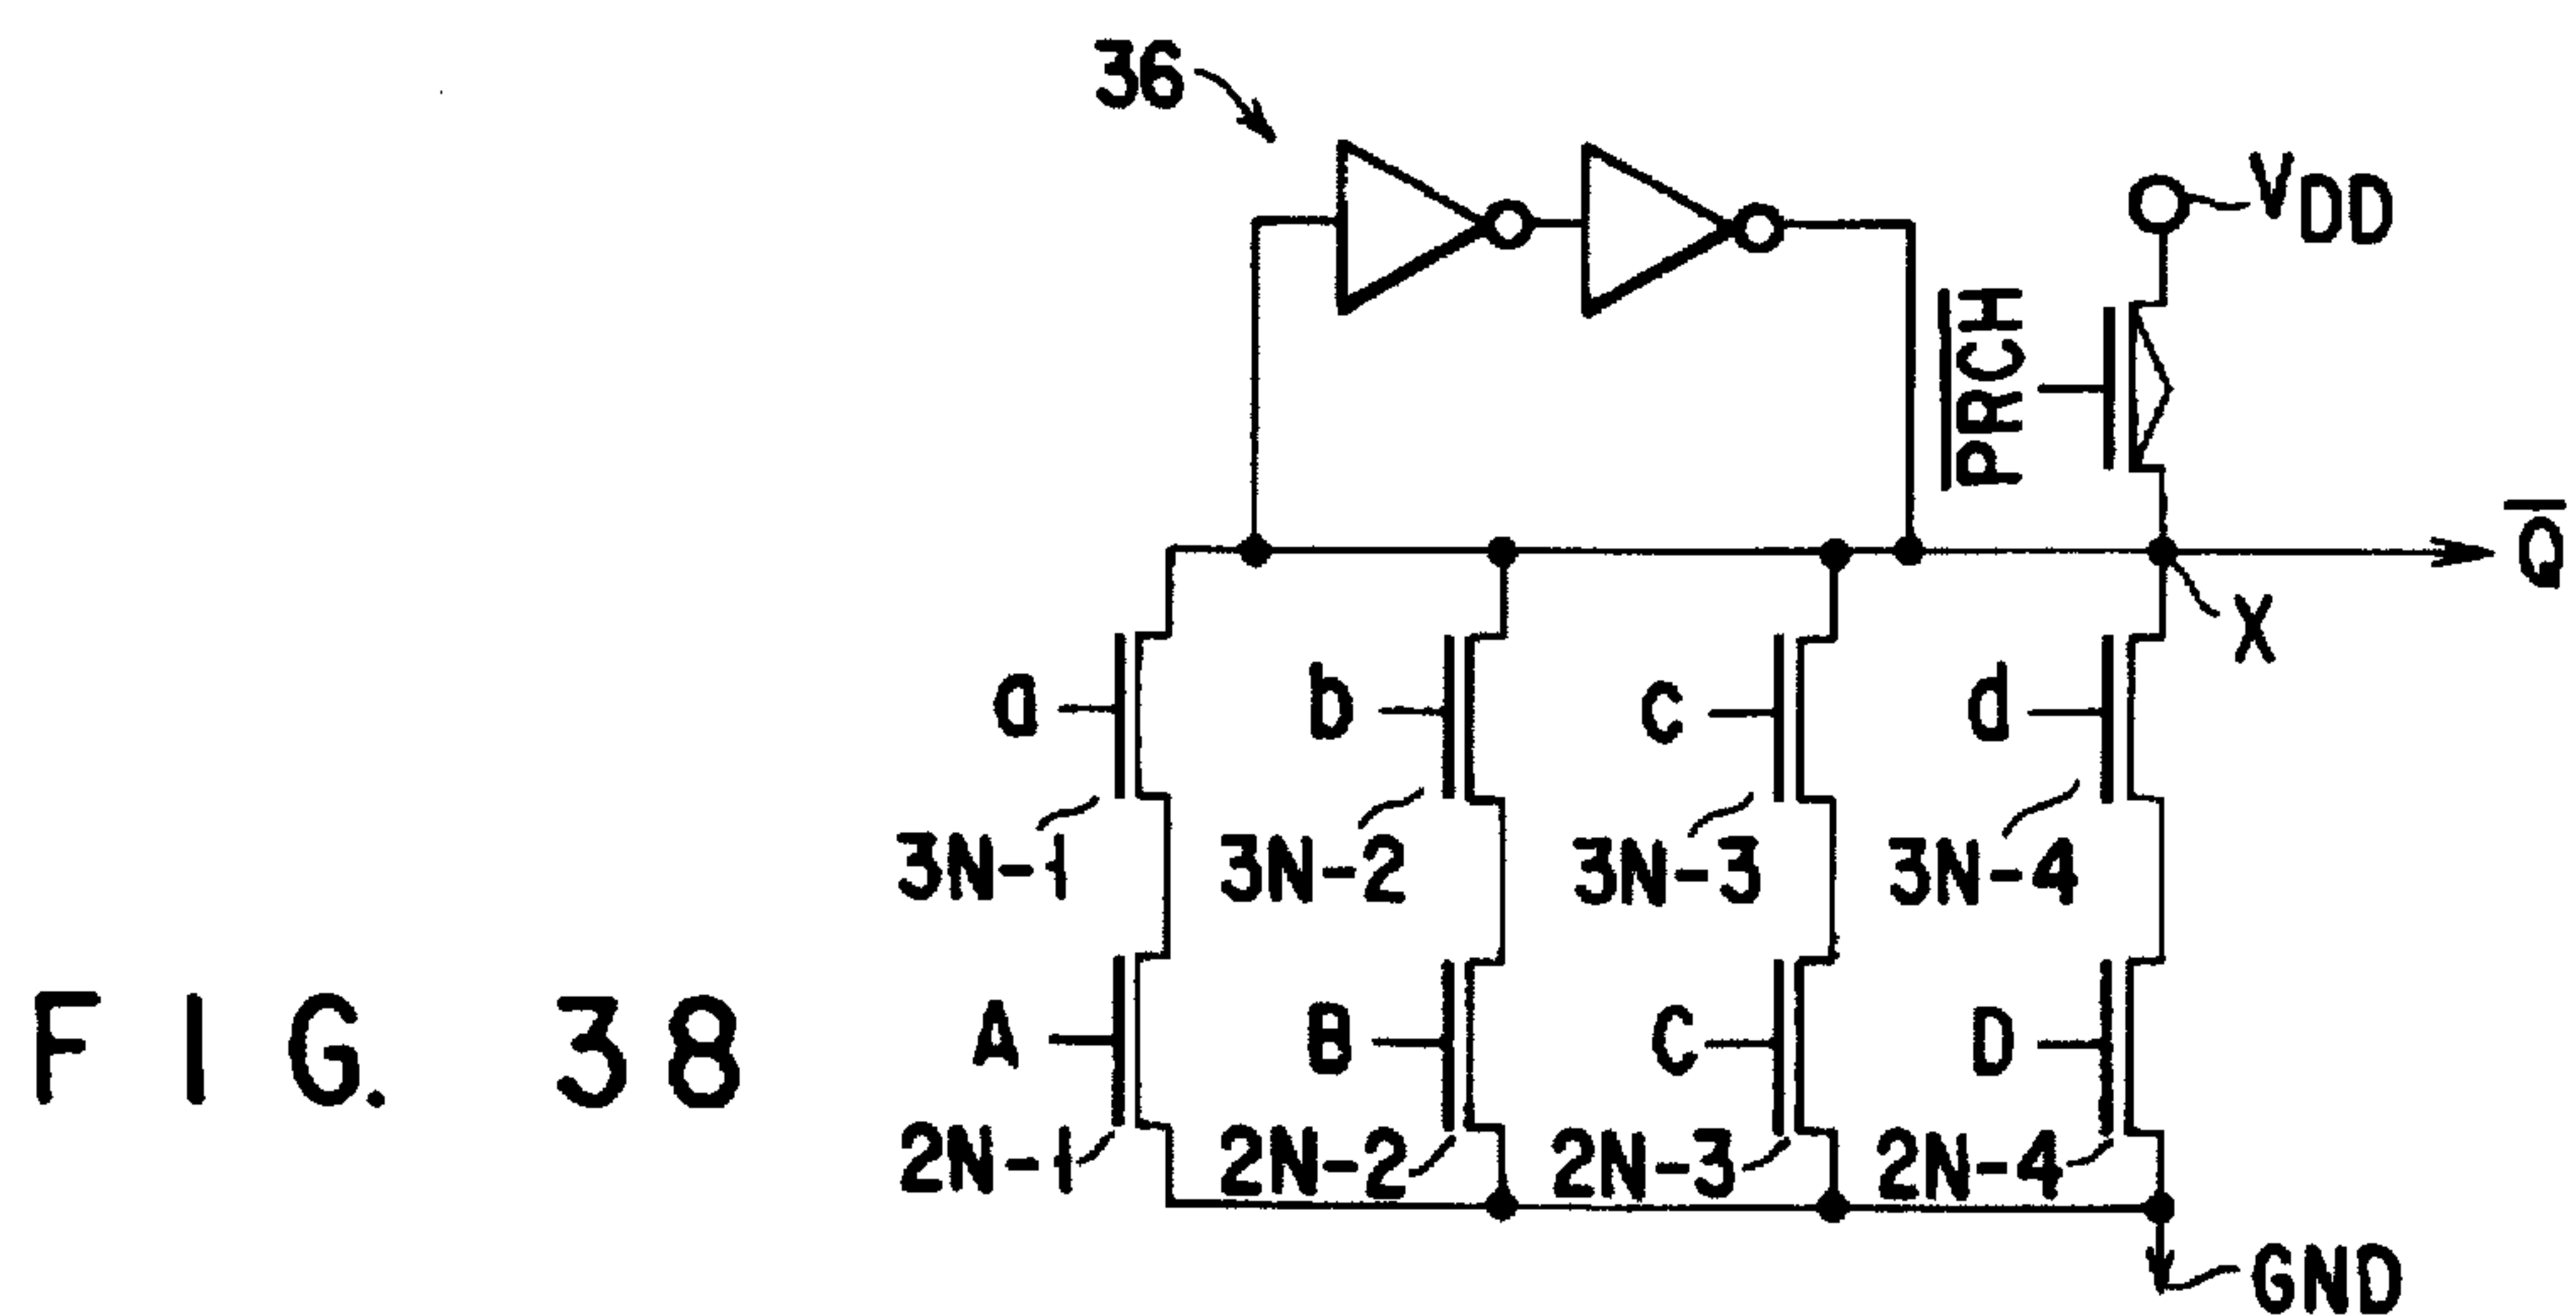 36
VDD
P̅R̅C̅H̅
Q̅
X
a
b
c
d
3N-1
3N-2
3N-3
3N-4
A
B
C
D
2N-1
2N-2
2N-3
2N-4
GND
FIG. 38